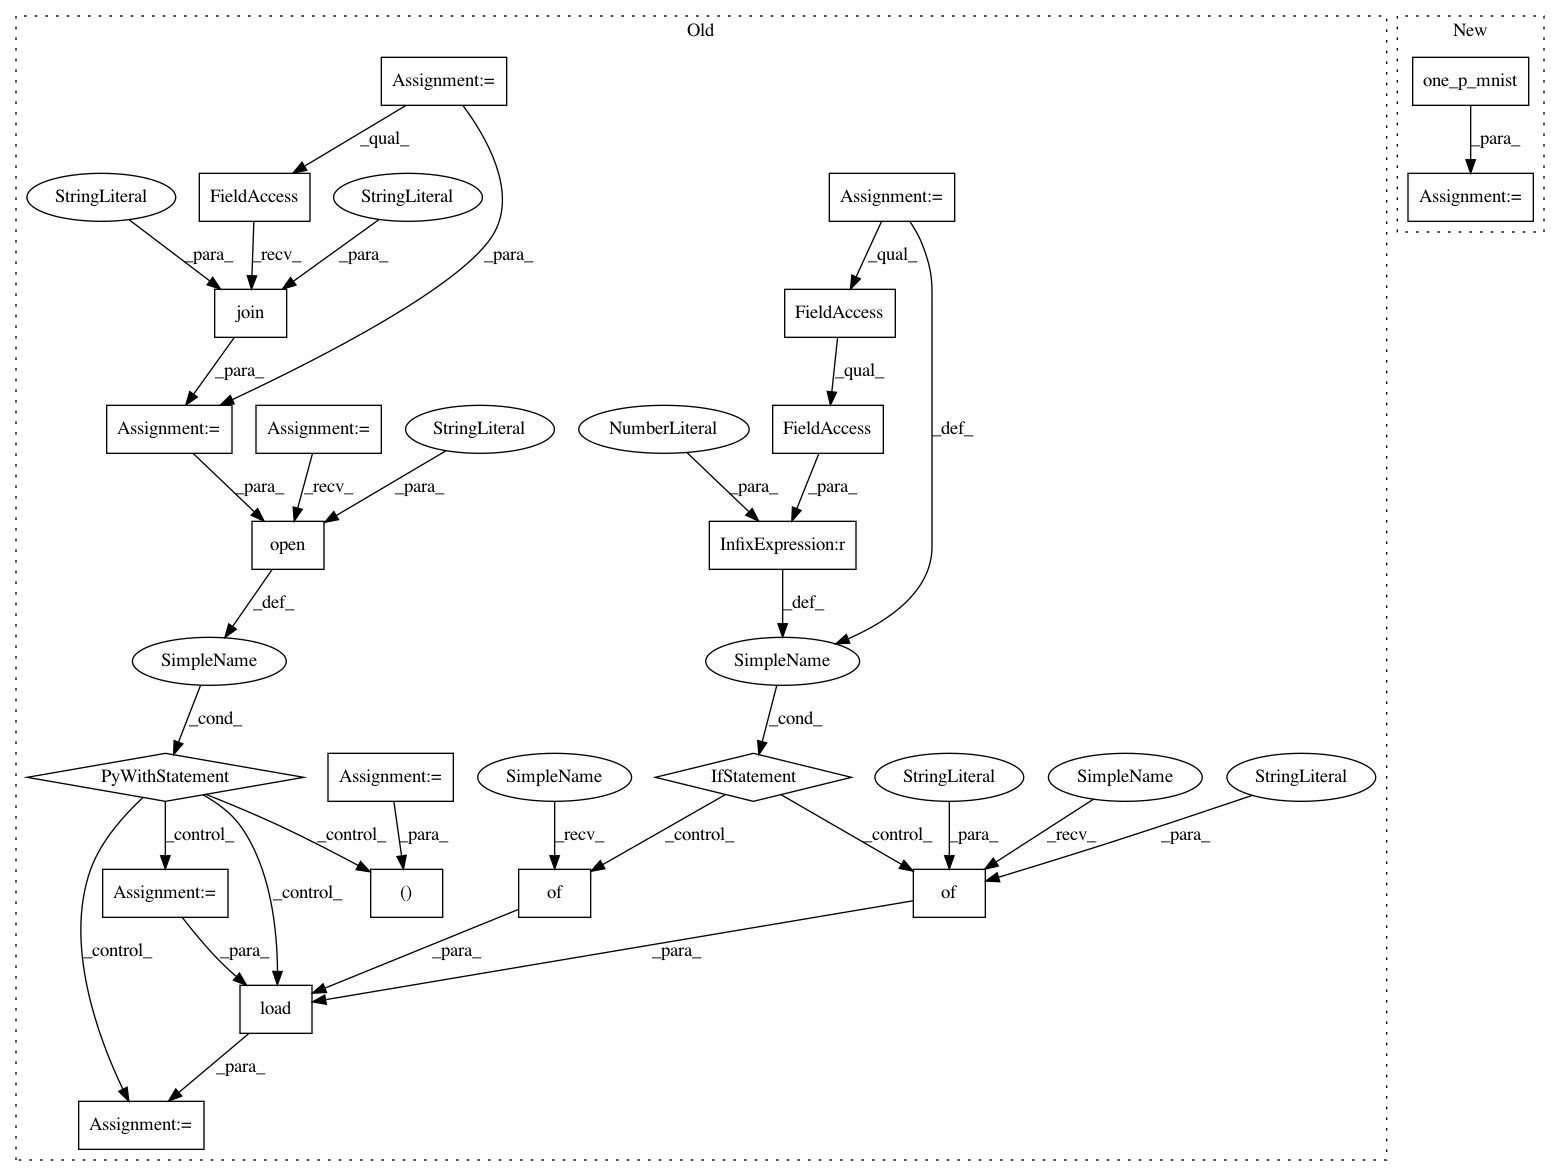 Old
New
Assignment:=
one_p_mnist
_qual_
_para_
StringLiteral
FieldAccess
StringLiteral
Assignment:=
Assignment:=
_para_
_recv_
_para_
_para_
_qual_
join
FieldAccess
_para_
_qual_
Assignment:=
Assignment:=
StringLiteral
NumberLiteral
FieldAccess
_def_
_para_
_recv_
_para_
_para_
_para_
open
InfixExpression:r
_def_
_def_
SimpleName
SimpleName
_cond_
_cond_
PyWithStatement
Assignment:=
SimpleName
IfStatement
StringLiteral
SimpleName
StringLiteral
_control_
_control_
_para_
_recv_
_control_
_control_
_para_
_recv_
_para_
Assignment:=
_control_
()
of
of
_control_
_para_
_para_
_para_
load
_para_
Assignment:=